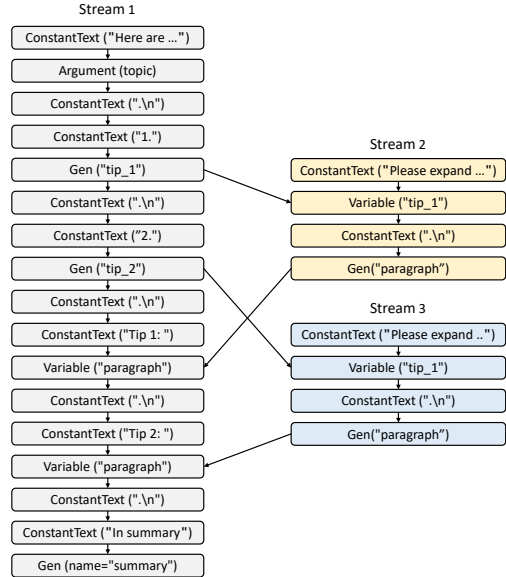 Stream 1
ConstantText ("Here are …")
Argument (topic)
ConstantText (".\n")
ConstantText ("1.")
Gen ("tip_1")
ConstantText (".\n")
ConstantText ("2.")
Gen ("tip_2")
ConstantText (".\n")
ConstantText ("Tip 1: ")
Variable ("paragraph")
ConstantText (".\n")
ConstantText ("Tip 2: ")
Variable ("paragraph")
ConstantText (".\n")
ConstantText ("In summary")
Gen (name="summary")
Stream 2
ConstantText ("Please expand …")
Variable ("tip_1")
ConstantText (".\n")
Gen("paragraph”)
Stream 3
ConstantText ("Please expand ..")
Variable ("tip_1")
ConstantText (".\n")
Gen("paragraph”)